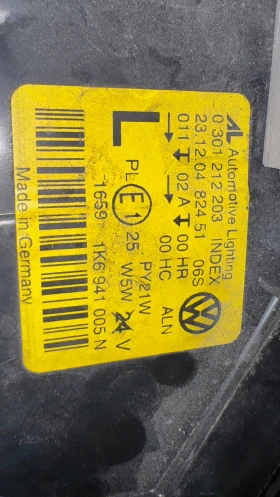 AL Automotive Lighting
0 301 212 203 INDEX
23.12.04 824 51 06S
011 02 A 00 HR
00 HC
ALN
L
PL E1 25 PY21W
W5W 24 V
1659 1K6 941 005 N
Made in Germany